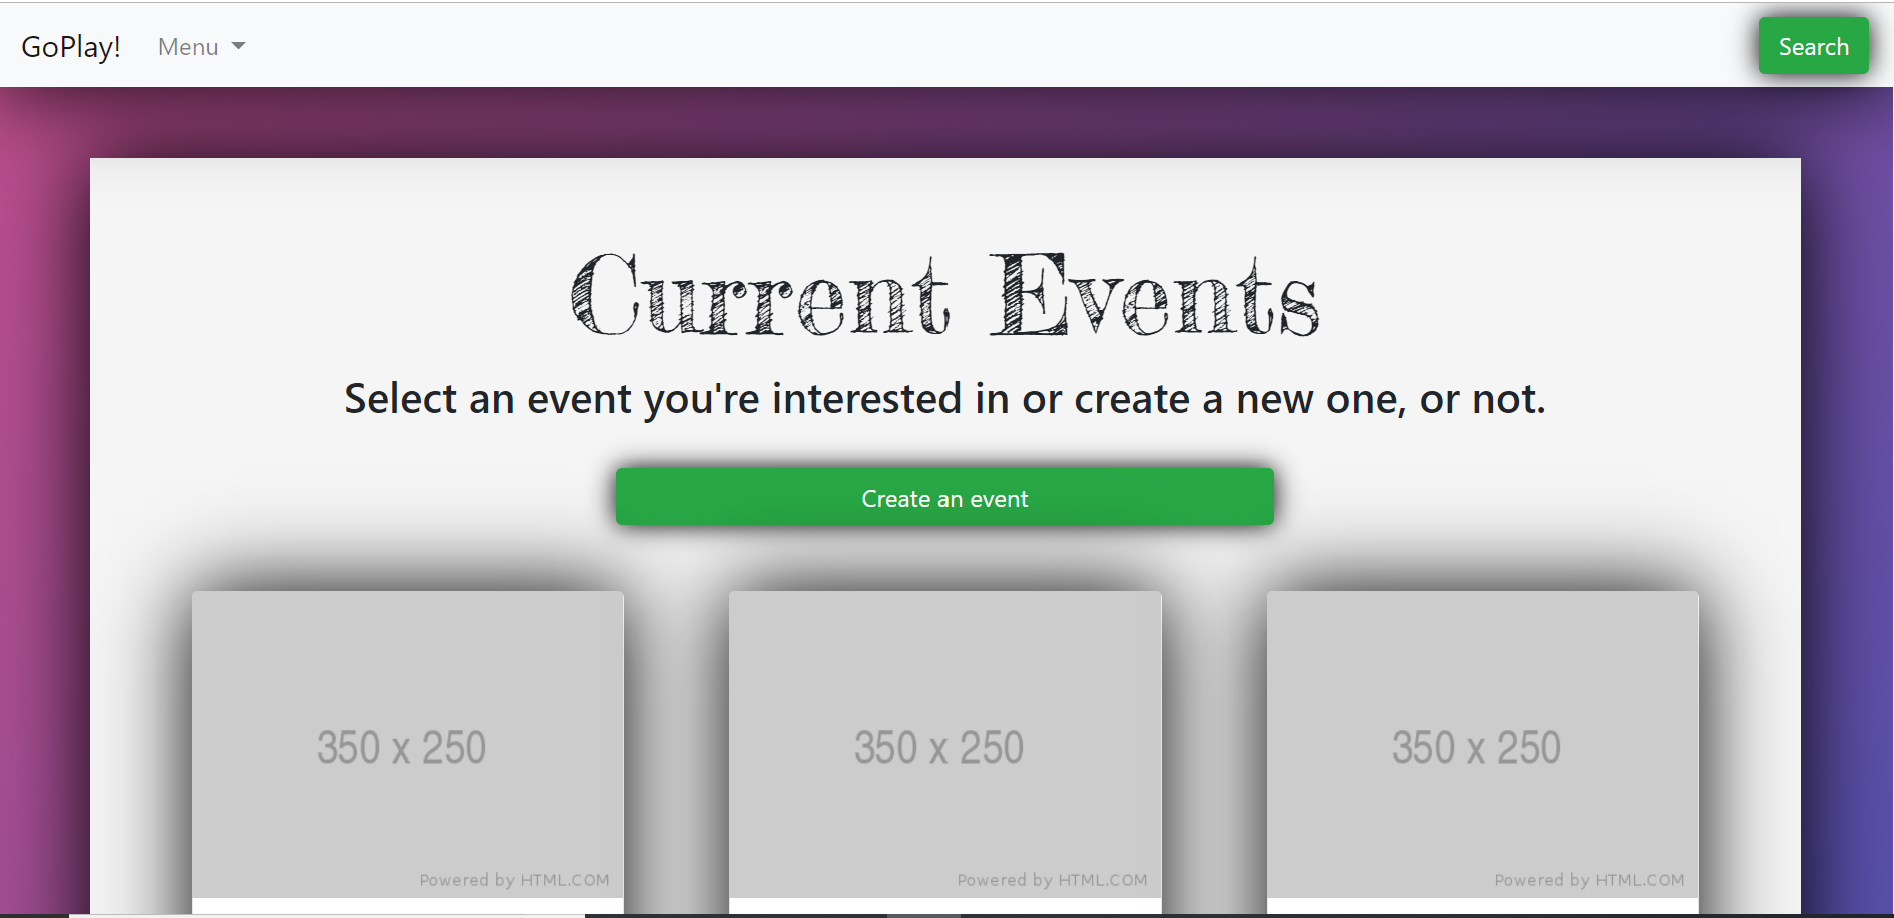 GoPlay! Menu Search
Current Events
Select an event you're interested in or create a new one, or not.
Create an event
350 x 250 350 x 250 350 x 250
Powered by HTML.COM Powered by HTML.COM Powered by HTML.COM